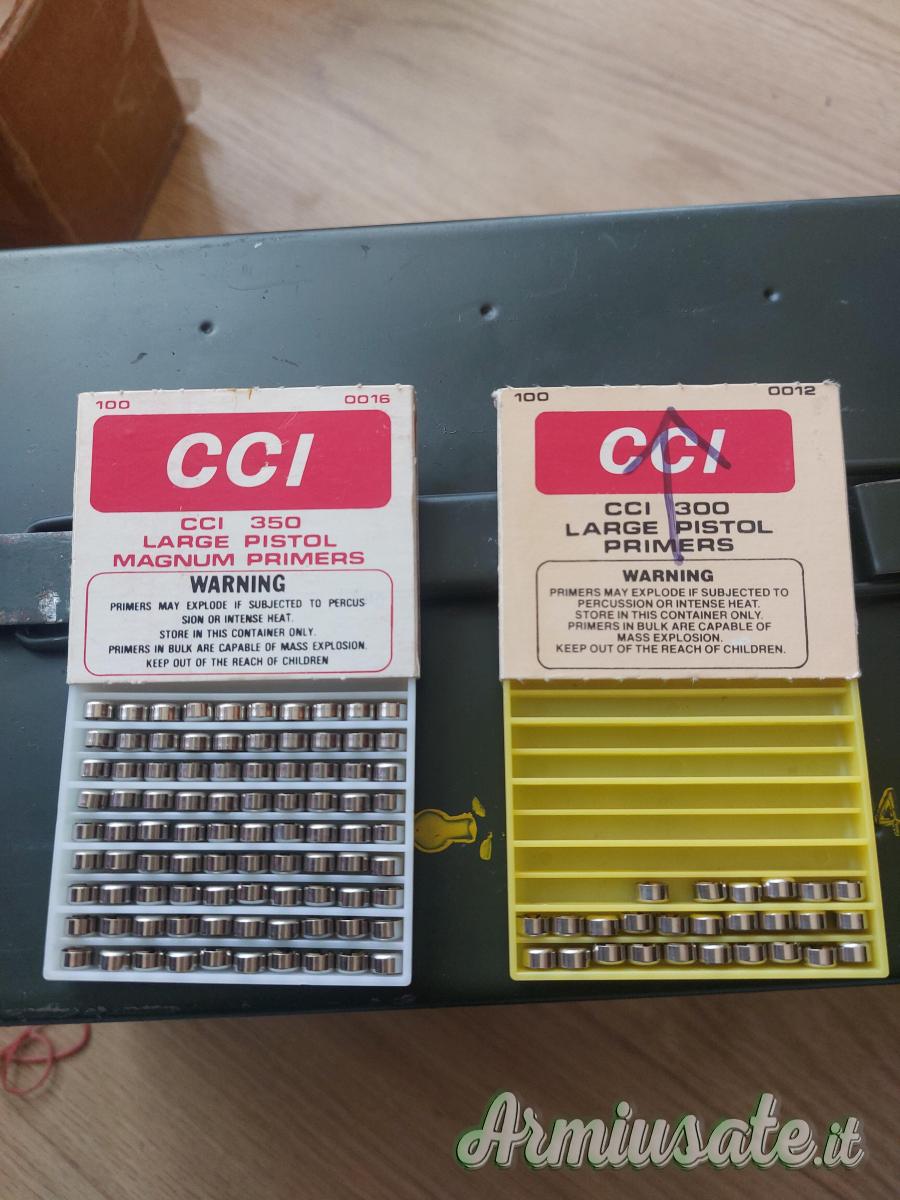 100 0016
CCI
CCI 350
LARGE PISTOL
MAGNUM PRIMERS
WARNING
PRIMERS MAY EXPLODE IF SUBJECTED TO PERCUS-
SION OR INTENSE HEAT.
STORE IN THIS CONTAINER ONLY.
PRIMERS IN BULK ARE CAPABLE OF MASS EXPLOSION.
KEEP OUT OF THE REACH OF CHILDREN
100 0012
CCI
CCI 300
LARGE PISTOL
PRIMERS
WARNING
PRIMERS MAY EXPLODE IF SUBJECTED TO
PERCUSSION OR INTENSE HEAT.
STORE IN THIS CONTAINER ONLY.
PRIMERS IN BULK ARE CAPABLE OF
MASS EXPLOSION.
KEEP OUT OF THE REACH OF CHILDREN.
Armiusate.it